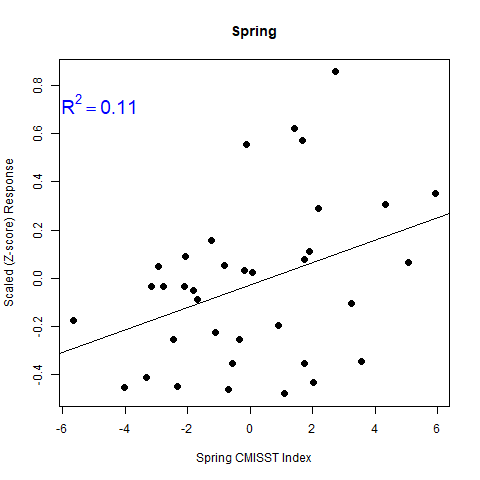 Spring
R² = 0.11
Scaled (Z-score) Response
0.8
0.6
0.4
0.2
0.0
-0.2
-0.4
-6 -4 -2 0 2 4 6
Spring CMISST Index